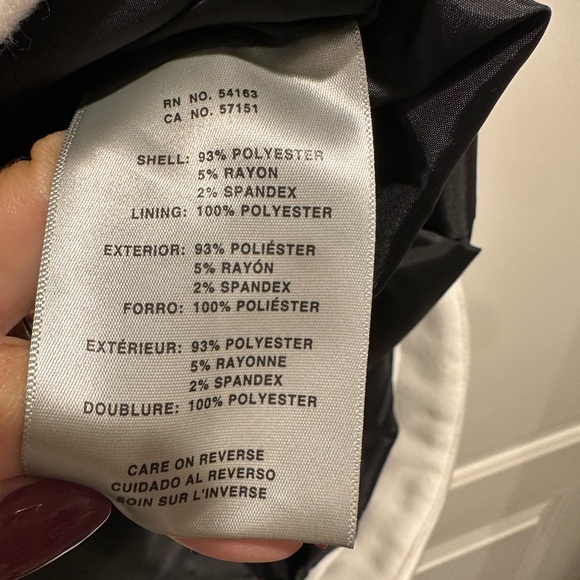 RN NO. 54163
CA NO. 57151
SHELL: 93% POLYESTER
5% RAYON
2% SPANDEX
LINING: 100% POLYESTER
EXTERIOR: 93% POLIÉSTER
5% RAYÓN
2% SPANDEX
FORRO: 100% POLIÉSTER
EXTÉRIEUR: 93% POLYESTER
5% RAYONNE
2% SPANDEX
DOUBLURE: 100% POLYESTER
CARE ON REVERSE
CUIDADO AL REVERSO
SOIN SUR L'INVERSE